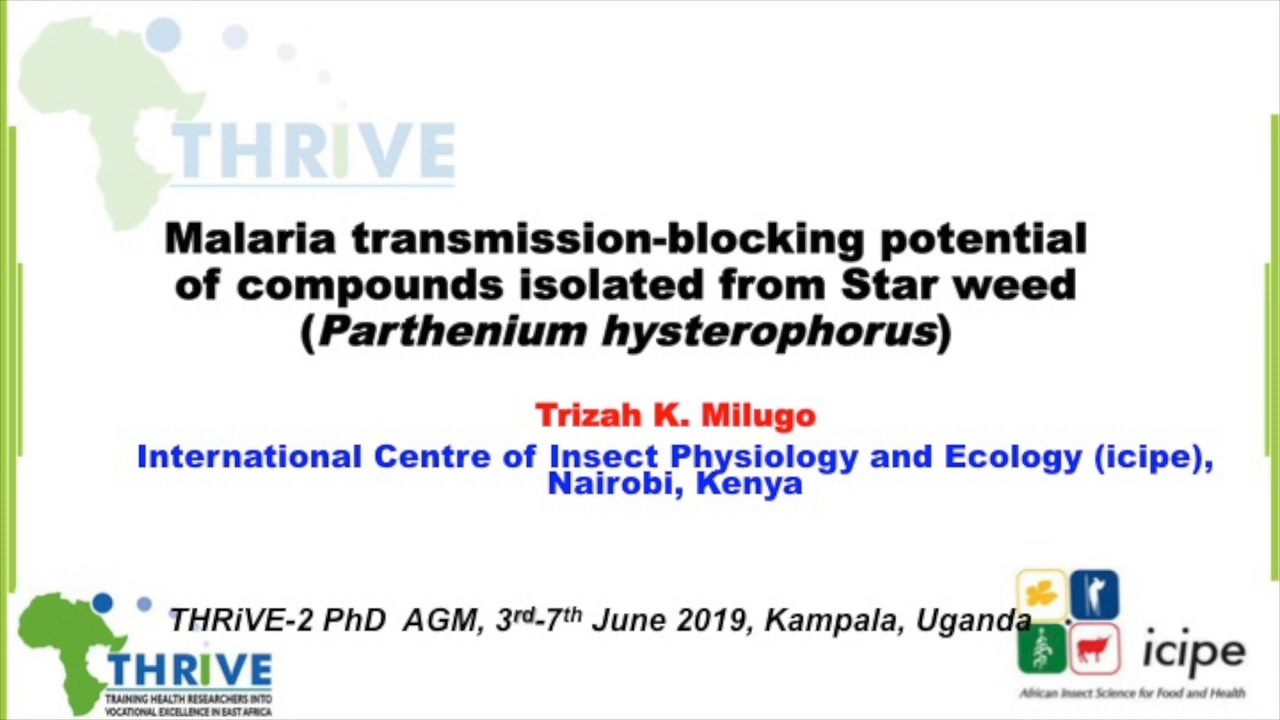 THRiVE
Malaria transmission-blocking potential
of compounds isolated from Star weed
(Parthenium hysterophorus)
Trizah K. Milugo
International Centre of Insect Physiology and Ecology (icipe),
Nairobi, Kenya
THRiVE-2 PhD AGM, 3rd-7th June 2019, Kampala, Uganda
THRiVE
TRAINING HEALTH RESEARCHERS INTO
VOCATIONAL EXCELLENCE IN EAST AFRICA
icipe
African Insect Science for Food and Health